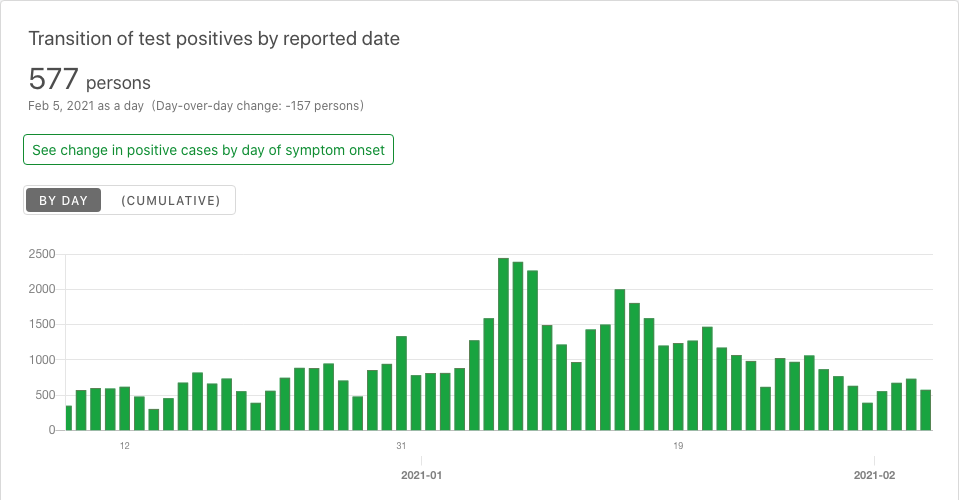 Transition of test positives by reported date
577 persons
Feb 5, 2021 as a day (Day-over-day change: -157 persons)
See change in positive cases by day of symptom onset
BY DAY (CUMULATIVE)
2500
2000
1500
1000
500
0
12 31 19
2021-01 2021-02